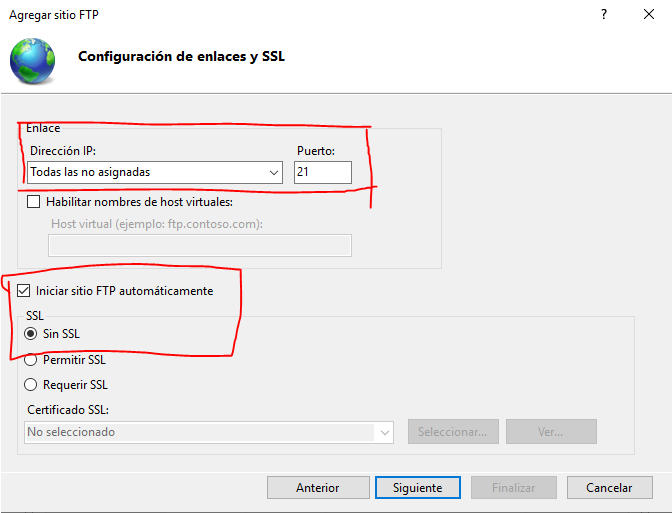 Agregar sitio FTP
Configuración de enlaces y SSL
Enlace
Dirección IP: Puerto:
Todas las no asignadas 21
Habilitar nombres de host virtuales:
Host virtual (ejemplo: ftp.contoso.com):
Iniciar sitio FTP automáticamente
SSL
Sin SSL
Permitir SSL
Requerir SSL
Certificado SSL:
No seleccionado Seleccionar... Ver...
Anterior Siguiente Finalizar Cancelar